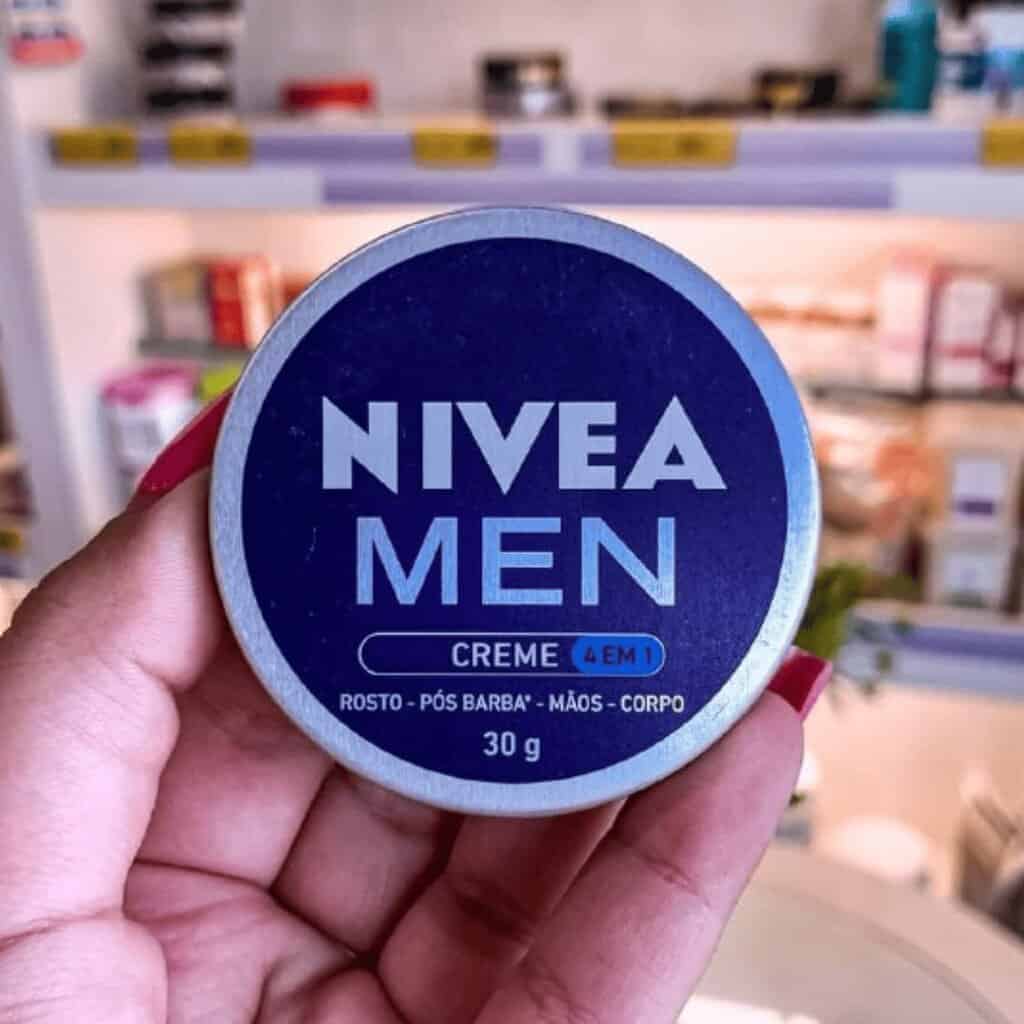 NIVEA
MEN
CREME 4 EM 1
ROSTO - PÓS BARBA* - MÃOS - CORPO
30 g